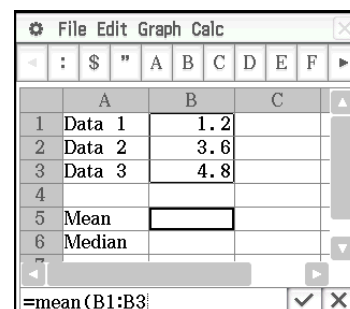 File Edit Graph Calc
: $ " A B C D E F
A B C
1 Data 1 1.2
2 Data 2 3.6
3 Data 3 4.8
4
5 Mean
6 Median
7
=mean(B1:B3